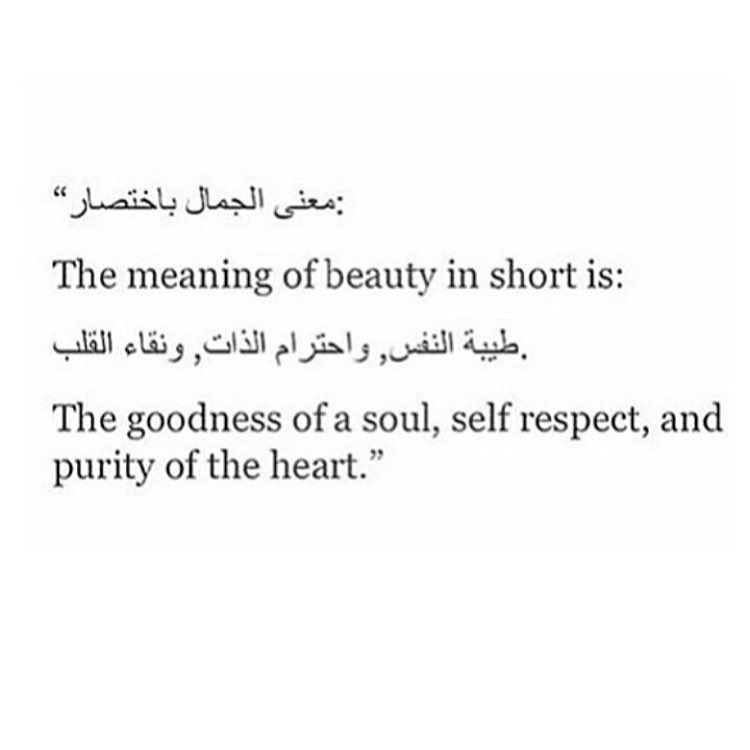 “معنى الجمال باختصار:
The meaning of beauty in short is:
طيبة النفس, واحترام الذات, ونقاء القلب.
The goodness of a soul, self respect, and
purity of the heart.”